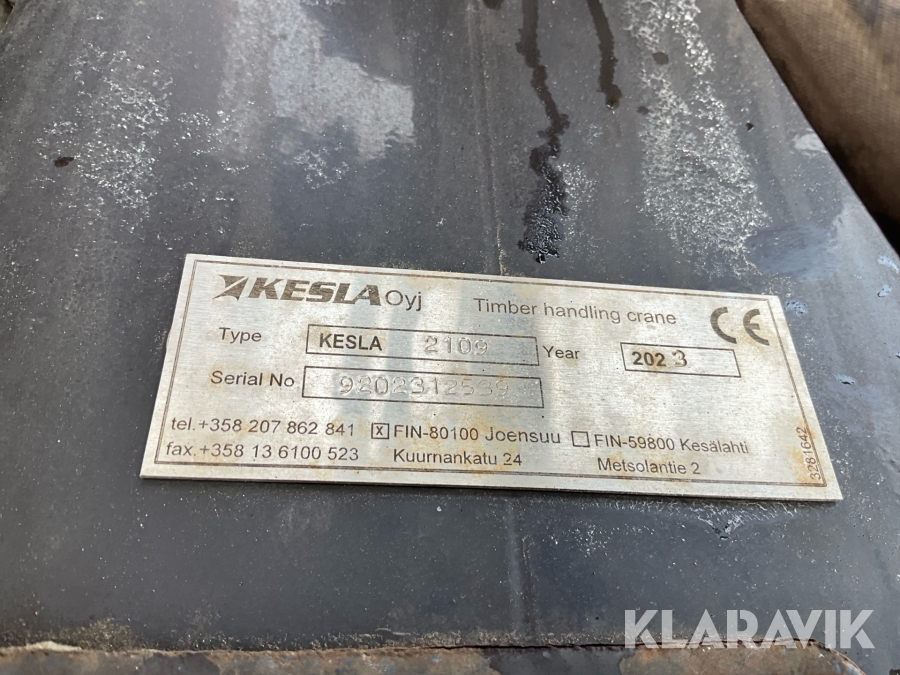 KESLA Oyj Timber handling crane CE
Type KESLA 2109 Year 2023
Serial No
tel.+358 207 862 841 [x] FIN-80100 Joensuu [ ] FIN-59800 Kesälahti
fax.+358 13 6100 523 Kuurnankatu 24 Metsolantie 2
3281642
KLARAVIK